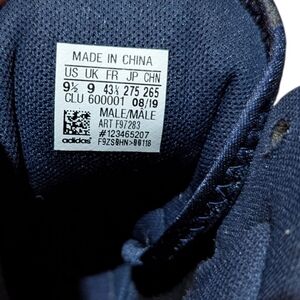 MADE IN CHINA
US UK FR JP CHN
9½ 9 43⅓ 275 265
CLU 600001 08/19
MALE/MÂLE
ART F97283
#123465207
adidas F9ZS0HN>00118